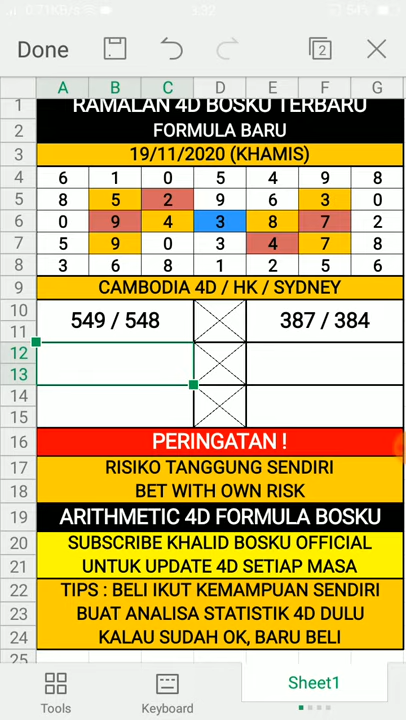 3:32
Done
2
A B C D E F G
1 RAMALAN 4D BOSKU TERBARU
2 FORMULA BARU
3 19/11/2020 (KHAMIS)
4 6 1 0 5 4 9 8
5 8 5 2 9 6 3 0
6 0 9 4 3 8 7 2
7 5 9 0 3 4 7 8
8 3 6 8 1 2 5 6
9 CAMBODIA 4D / HK / SYDNEY
10
549 / 548 387 / 384
11
12
13
14
15
16 PERINGATAN !
17 RISIKO TANGGUNG SENDIRI
18 BET WITH OWN RISK
19 ARITHMETIC 4D FORMULA BOSKU
20 SUBSCRIBE KHALID BOSKU OFFICIAL
21 UNTUK UPDATE 4D SETIAP MASA
22 TIPS : BELI IKUT KEMAMPUAN SENDIRI
23 BUAT ANALISA STATISTIK 4D DULU
24 KALAU SUDAH OK, BARU BELI
25
Tools Keyboard Sheet1